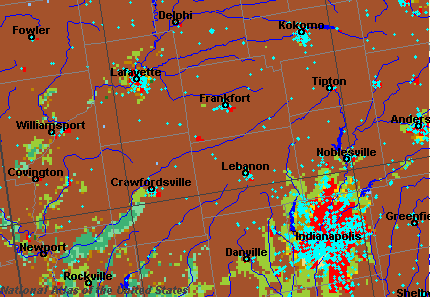 Delphi
Fowler
Kokomo
Lafayette
Tipton
Frankfort
Anders
Williamsport
Noblesville
Lebanon
Covington
Crawfordsville
Greenfie
Indianapolis
Newport
Danville
Rockville
National Atlas of the United States
Shelby